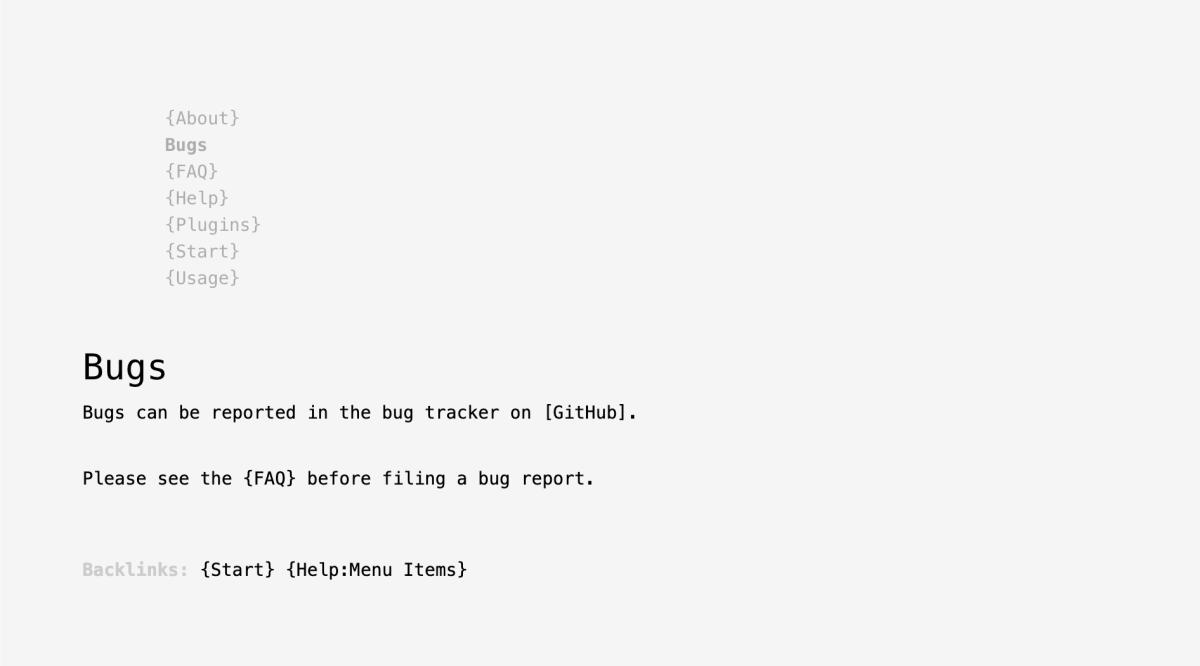 {About}
Bugs
{FAQ}
{Help}
{Plugins}
{Start}
{Usage}
Bugs
Bugs can be reported in the bug tracker on [GitHub].
Please see the {FAQ} before filing a bug report.
Backlinks: {Start} {Help:Menu Items}